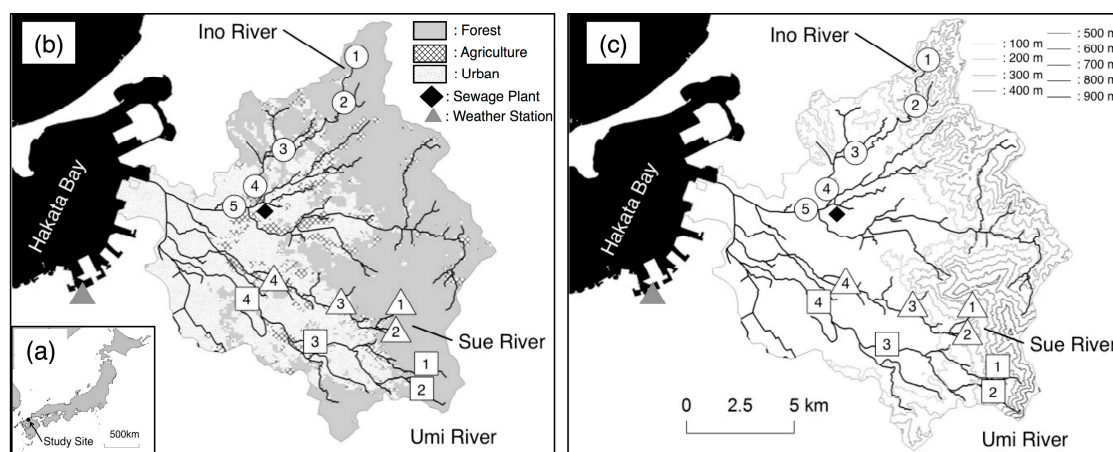 (b)
Ino River
: Forest
: Agriculture
: Urban
: Sewage Plant
: Weather Station
Hakata Bay
1
2
3
4
5
4
3
1
2
4
3
1
2
Sue River
Umi River
(a)
Study Site
500km
(c)
Ino River
: 100 m
: 200 m
: 300 m
: 400 m
: 500 m
: 600 m
: 700 m
: 800 m
: 900 m
Hakata Bay
1
2
3
4
5
4
3
1
2
4
3
1
2
Sue River
0 2.5 5 km
Umi River